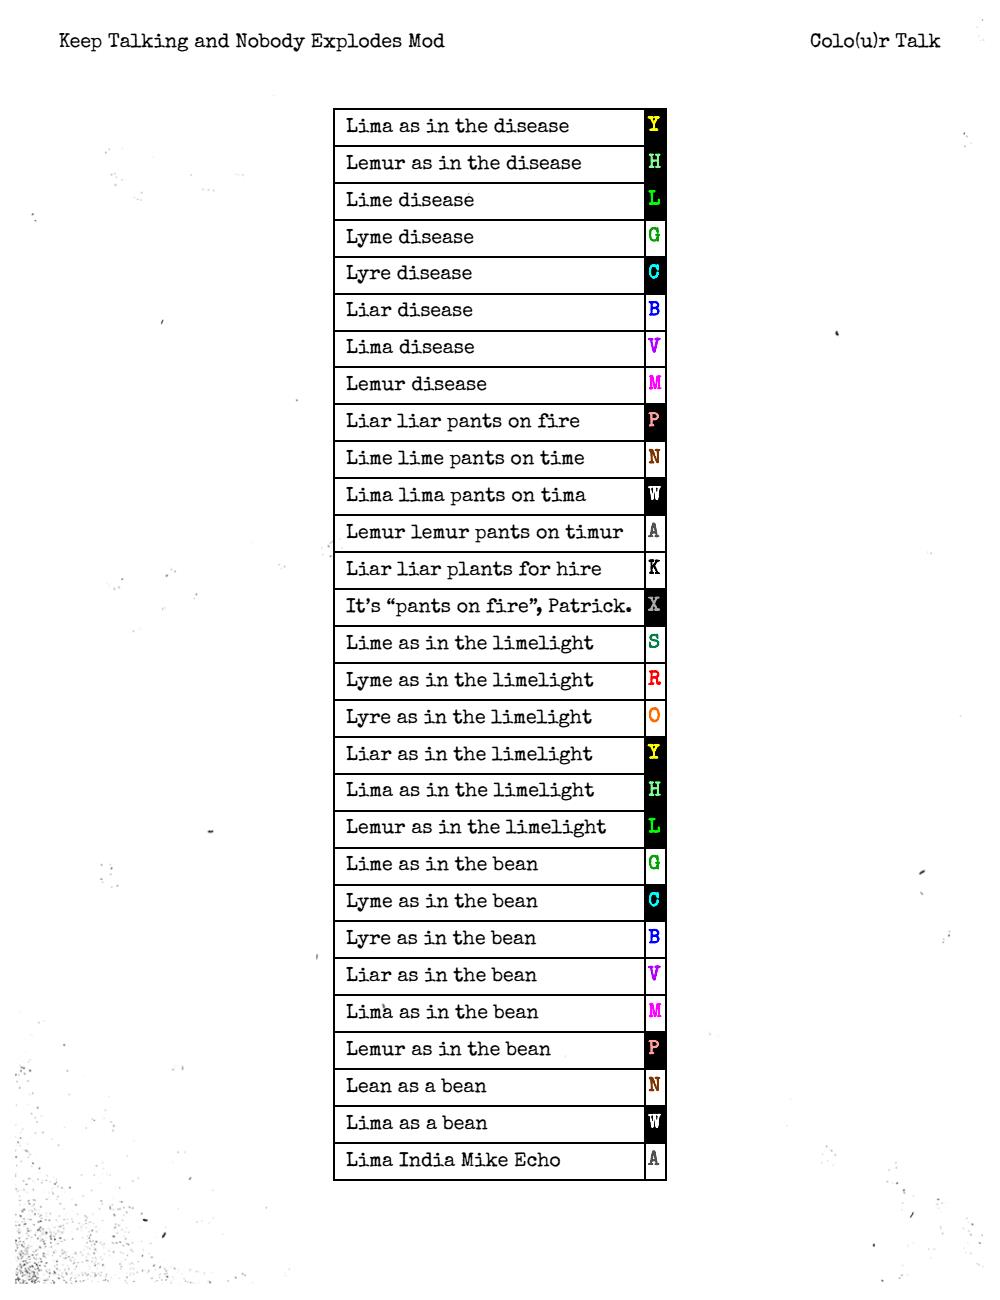 Keep Talking and Nobody Explodes Mod Colo(u)r Talk
Lima as in the disease Y
Lemur as in the disease H
Lime disease L
Lyme disease G
Lyre disease C
Liar disease B
Lima disease V
Lemur disease M
Liar liar pants on fire P
Lime lime pants on time N
Lima lima pants on tima W
Lemur lemur pants on timur A
Liar liar plants for hire K
It's “pants on fire”, Patrick. X
Lime as in the limelight S
Lyme as in the limelight R
Lyre as in the limelight O
Liar as in the limelight Y
Lima as in the limelight H
Lemur as in the limelight L
Lime as in the bean G
Lyme as in the bean C
Lyre as in the bean B
Liar as in the bean V
Lima as in the bean M
Lemur as in the bean P
Lean as a bean N
Lima as a bean W
Lima India Mike Echo A